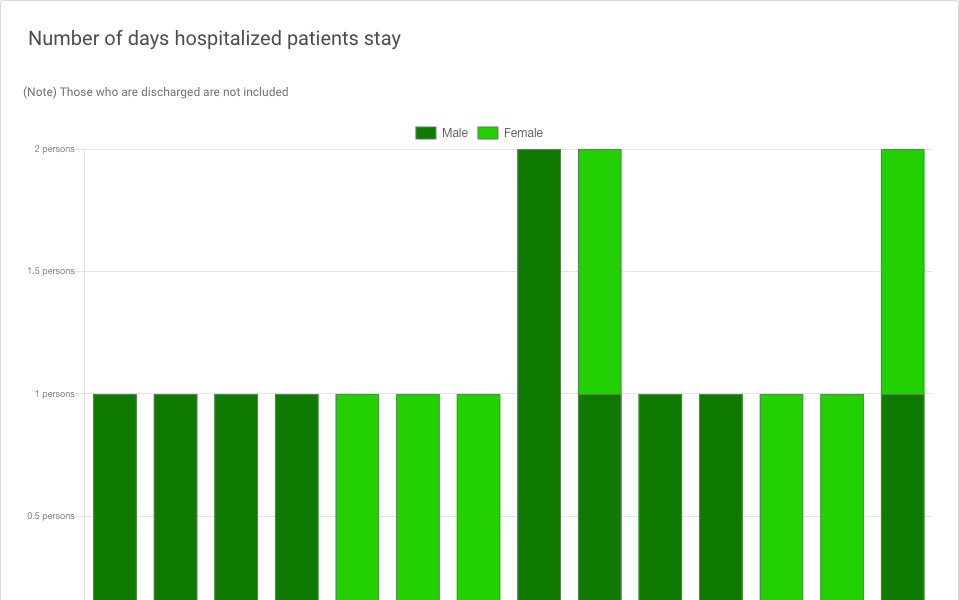 Number of days hospitalized patients stay
(Note) Those who are discharged are not included
Male Female
2 persons
1.5 persons
1 persons
0.5 persons